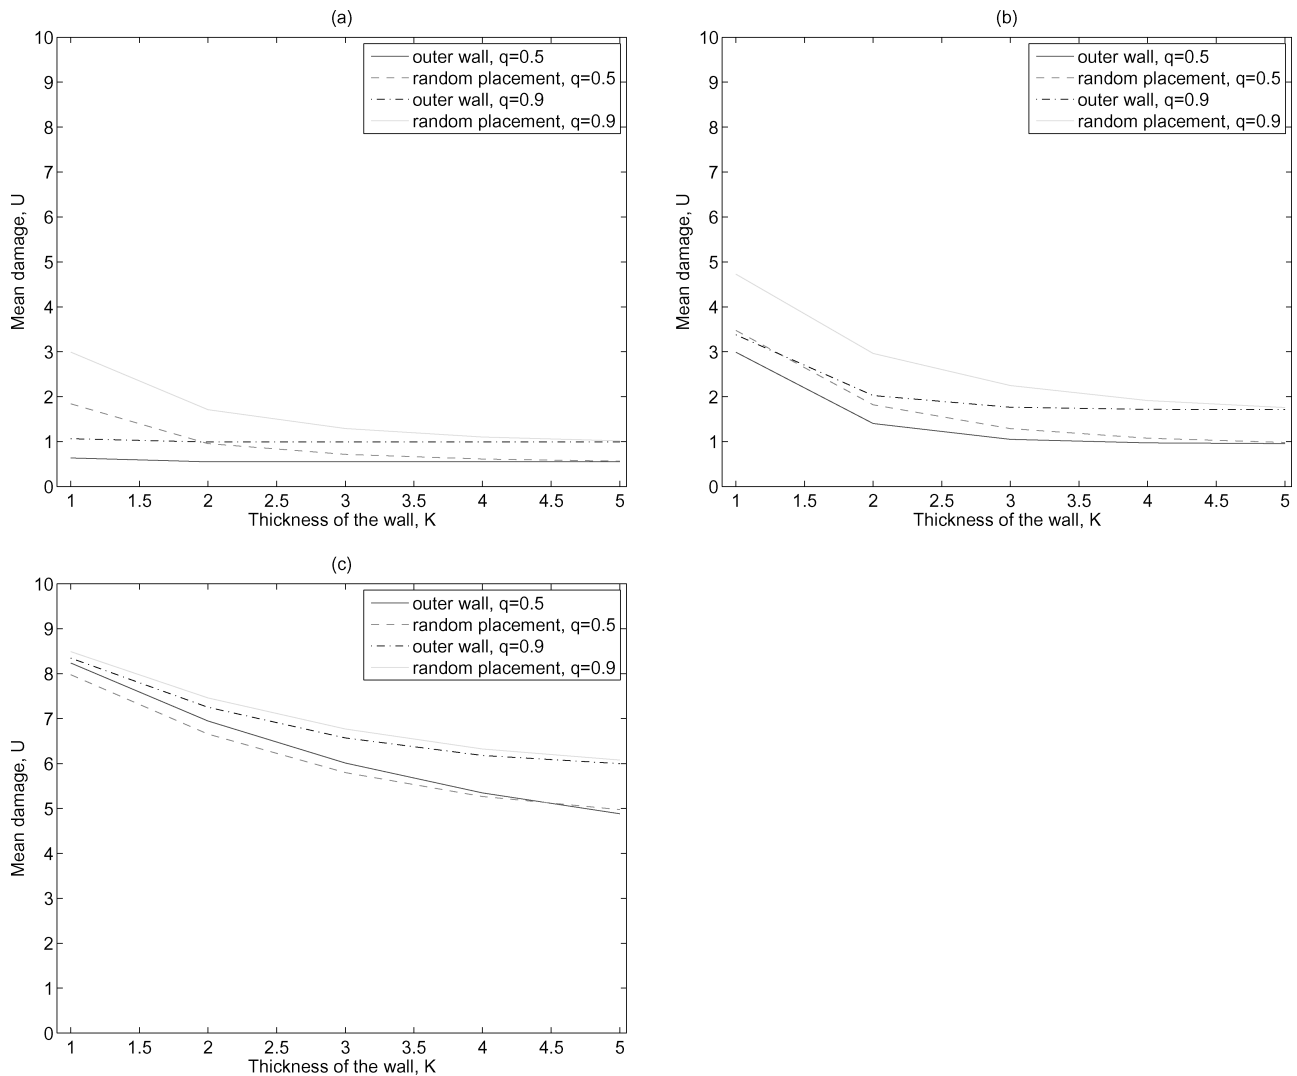 (a)
10
9
8
7
6
5
4
3
2
1
0
Mean damage, U
outer wall, q=0.5
random placement, q=0.5
outer wall, q=0.9
random placement, q=0.9
1 1.5 2 2.5 3 3.5 4 4.5 5
Thickness of the wall, K
(b)
10
9
8
7
6
5
4
3
2
1
0
Mean damage, U
outer wall, q=0.5
random placement, q=0.5
outer wall, q=0.9
random placement, q=0.9
1 1.5 2 2.5 3 3.5 4 4.5 5
Thickness of the wall, K
(c)
10
9
8
7
6
5
4
3
2
1
0
Mean damage, U
outer wall, q=0.5
random placement, q=0.5
outer wall, q=0.9
random placement, q=0.9
1 1.5 2 2.5 3 3.5 4 4.5 5
Thickness of the wall, K